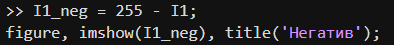 >> I1_neg = 255 - I1;
figure, imshow(I1_neg), title('Негатив');